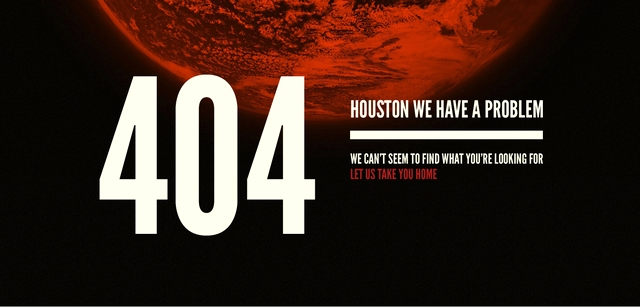 404
HOUSTON WE HAVE A PROBLEM
WE CAN'T SEEM TO FIND WHAT YOU'RE LOOKING FOR
LET US TAKE YOU HOME